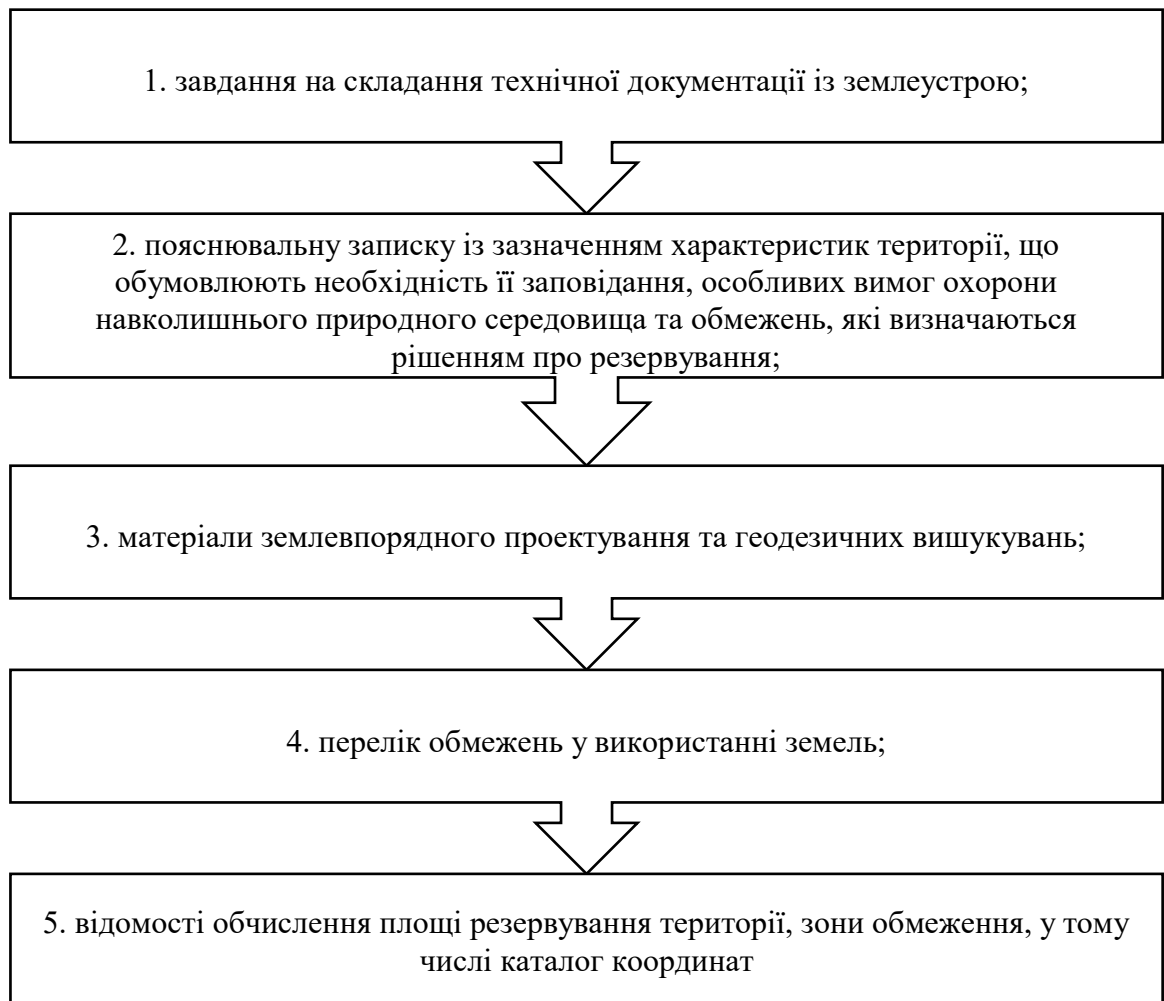 1. завдання на складання технічної документації із землеустрою;
2. пояснювальну записку із зазначенням характеристик території, що
обумовлюють необхідність її заповідання, особливих вимог охорони
навколишнього природного середовища та обмежень, які визначаються
рішенням про резервування;
3. матеріали землевпорядного проектування та геодезичних вишукувань;
4. перелік обмежень у використанні земель;
5. відомості обчислення площі резервування території, зони обмеження, у тому
числі каталог координат